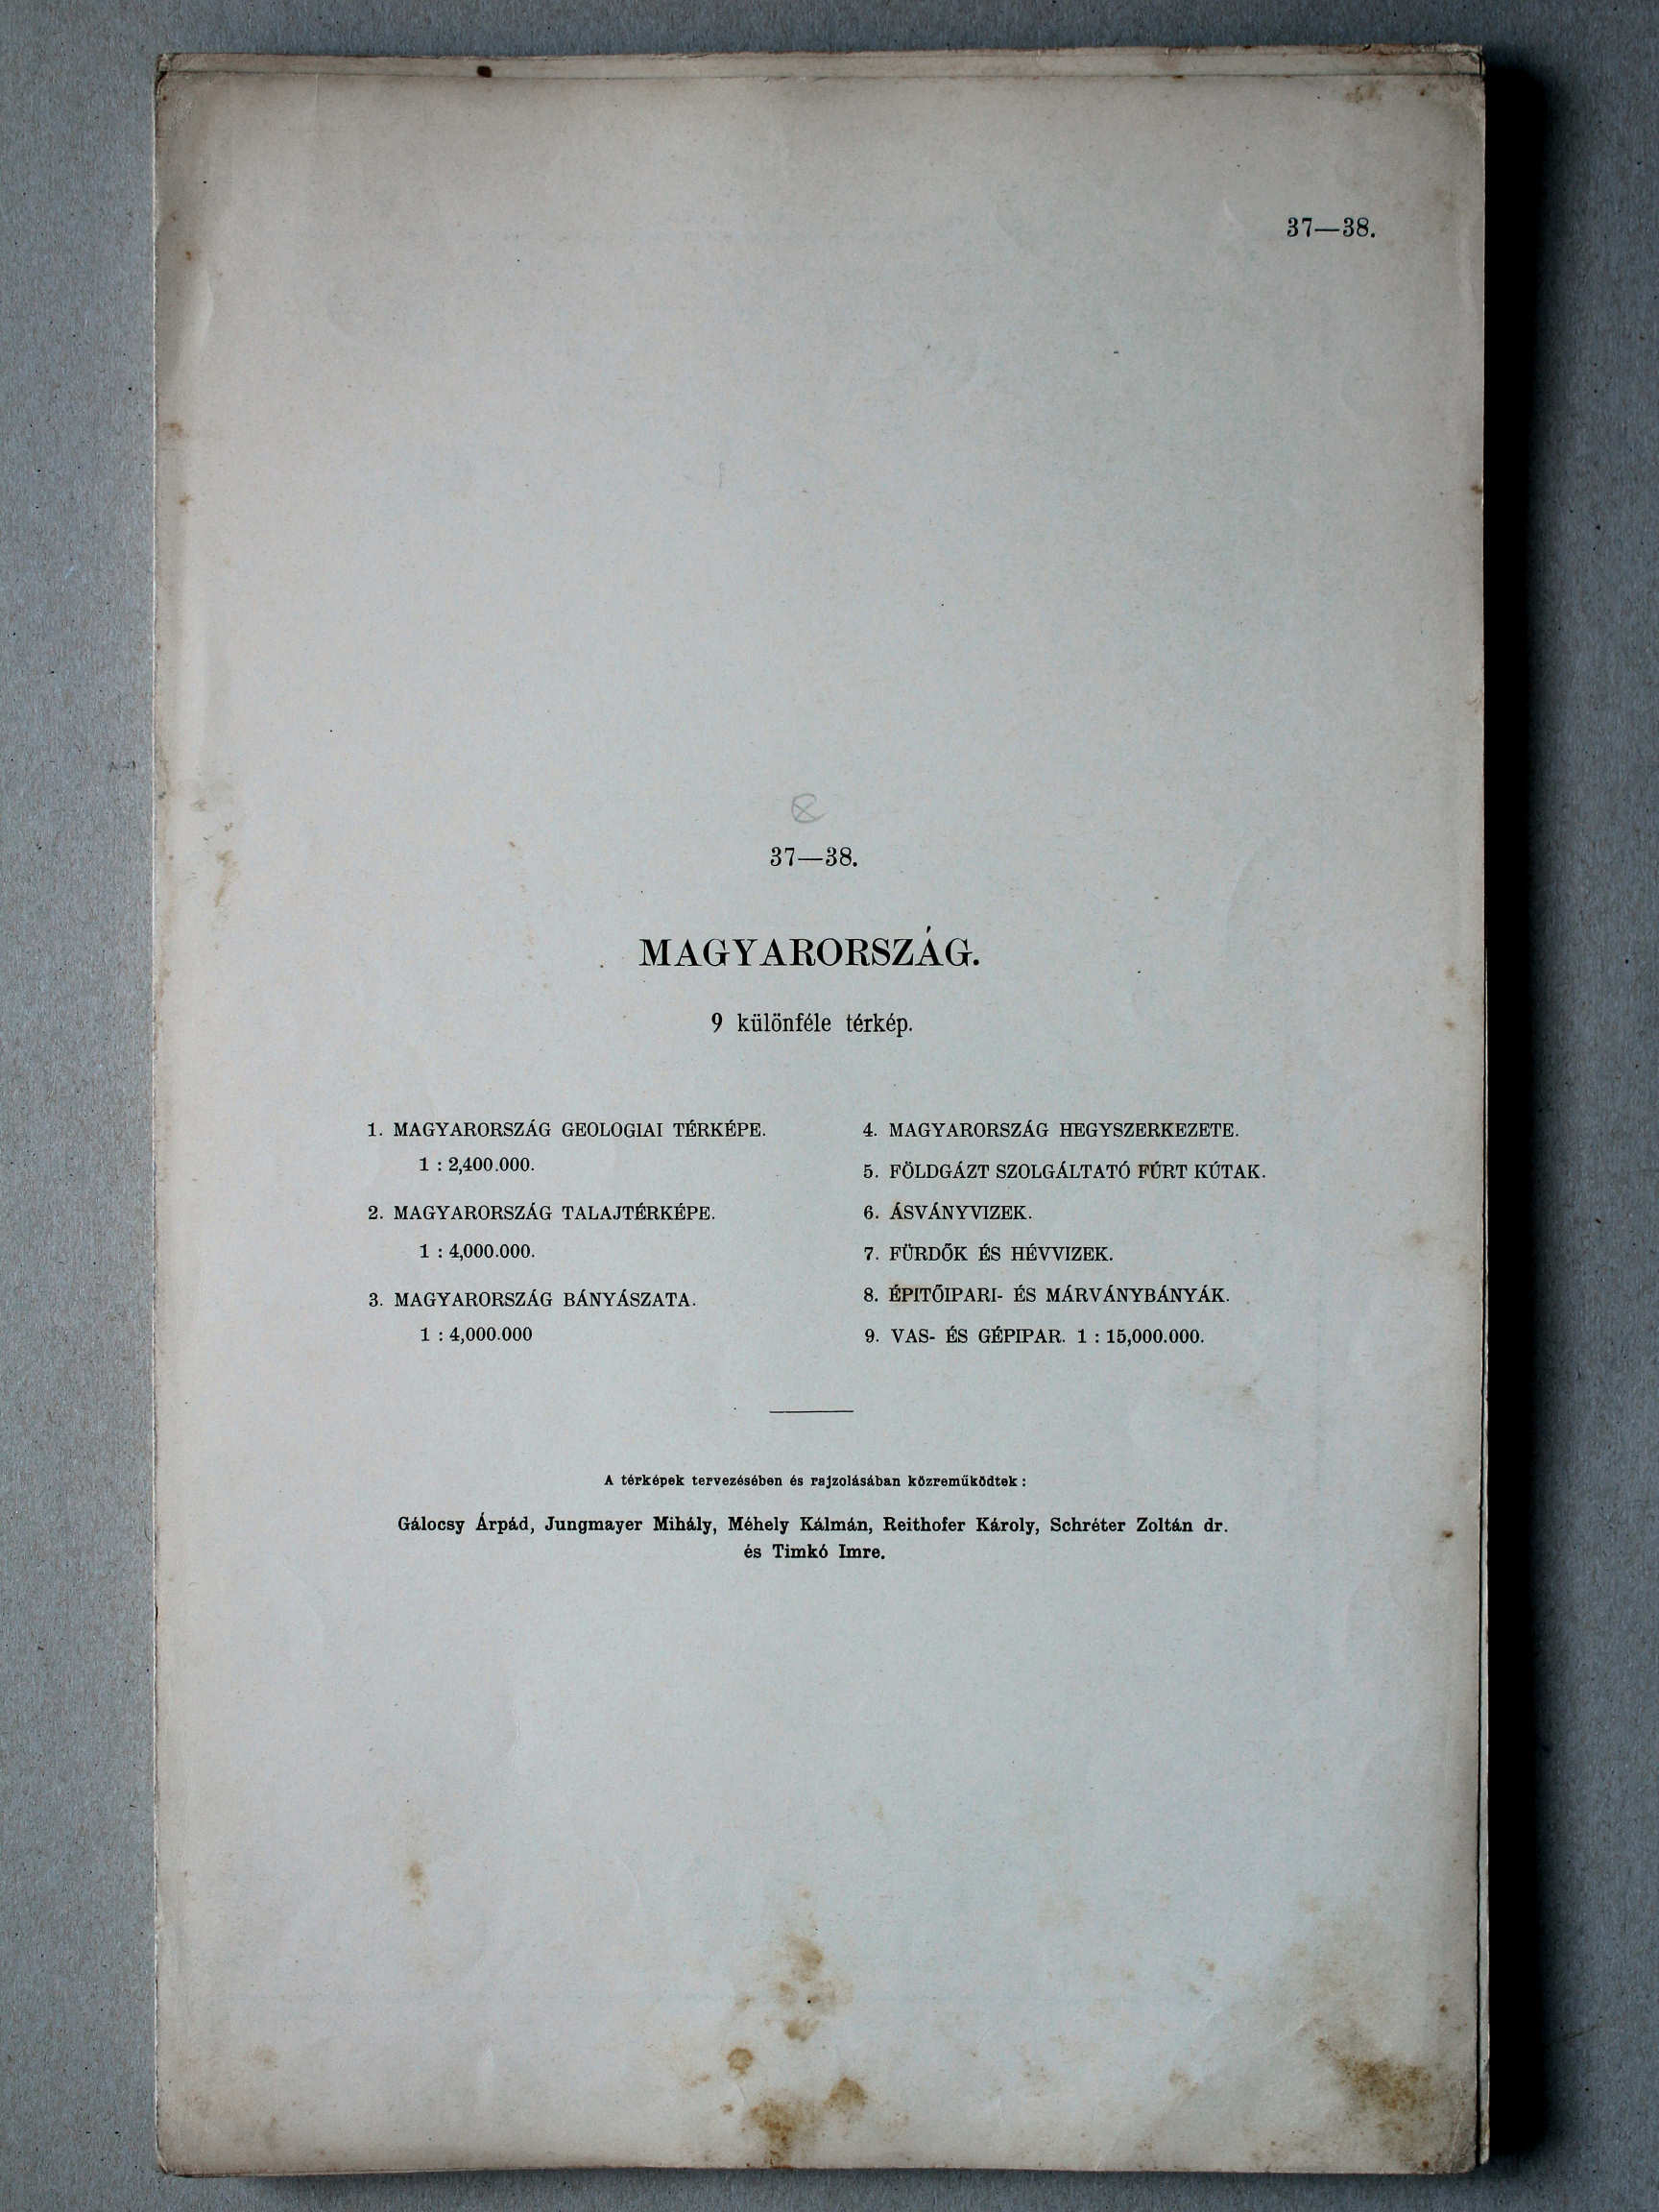 37—38.
37—38.
MAGYARORSZÁG.
9 különféle térkép.
1. MAGYARORSZÁG GEOLOGIAI TÉRKÉPE.
1 : 2,400.000.
2. MAGYARORSZÁG TALAJTÉRKÉPE.
1 : 4,000.000.
3. MAGYARORSZÁG BÁNYÁSZATA.
1 : 4,000.000
4. MAGYARORSZÁG HEGYSZERKEZETE.
5. FÖLDGÁZT SZOLGÁLTATÓ FÚRT KÚTAK.
6. ÁSVÁNYVIZEK.
7. FÜRDŐK ÉS HÉVVIZEK.
8. ÉPITŐIPARI- ÉS MÁRVÁNYBÁNYÁK.
9. VAS- ÉS GÉPIPAR. 1 : 15,000.000.
A térképek tervezésében és rajzolásában közreműködtek :
Gálocsy Árpád, Jungmayer Mihály, Méhely Kálmán, Reithofer Károly, Schréter Zoltán dr.
és Timkó Imre.